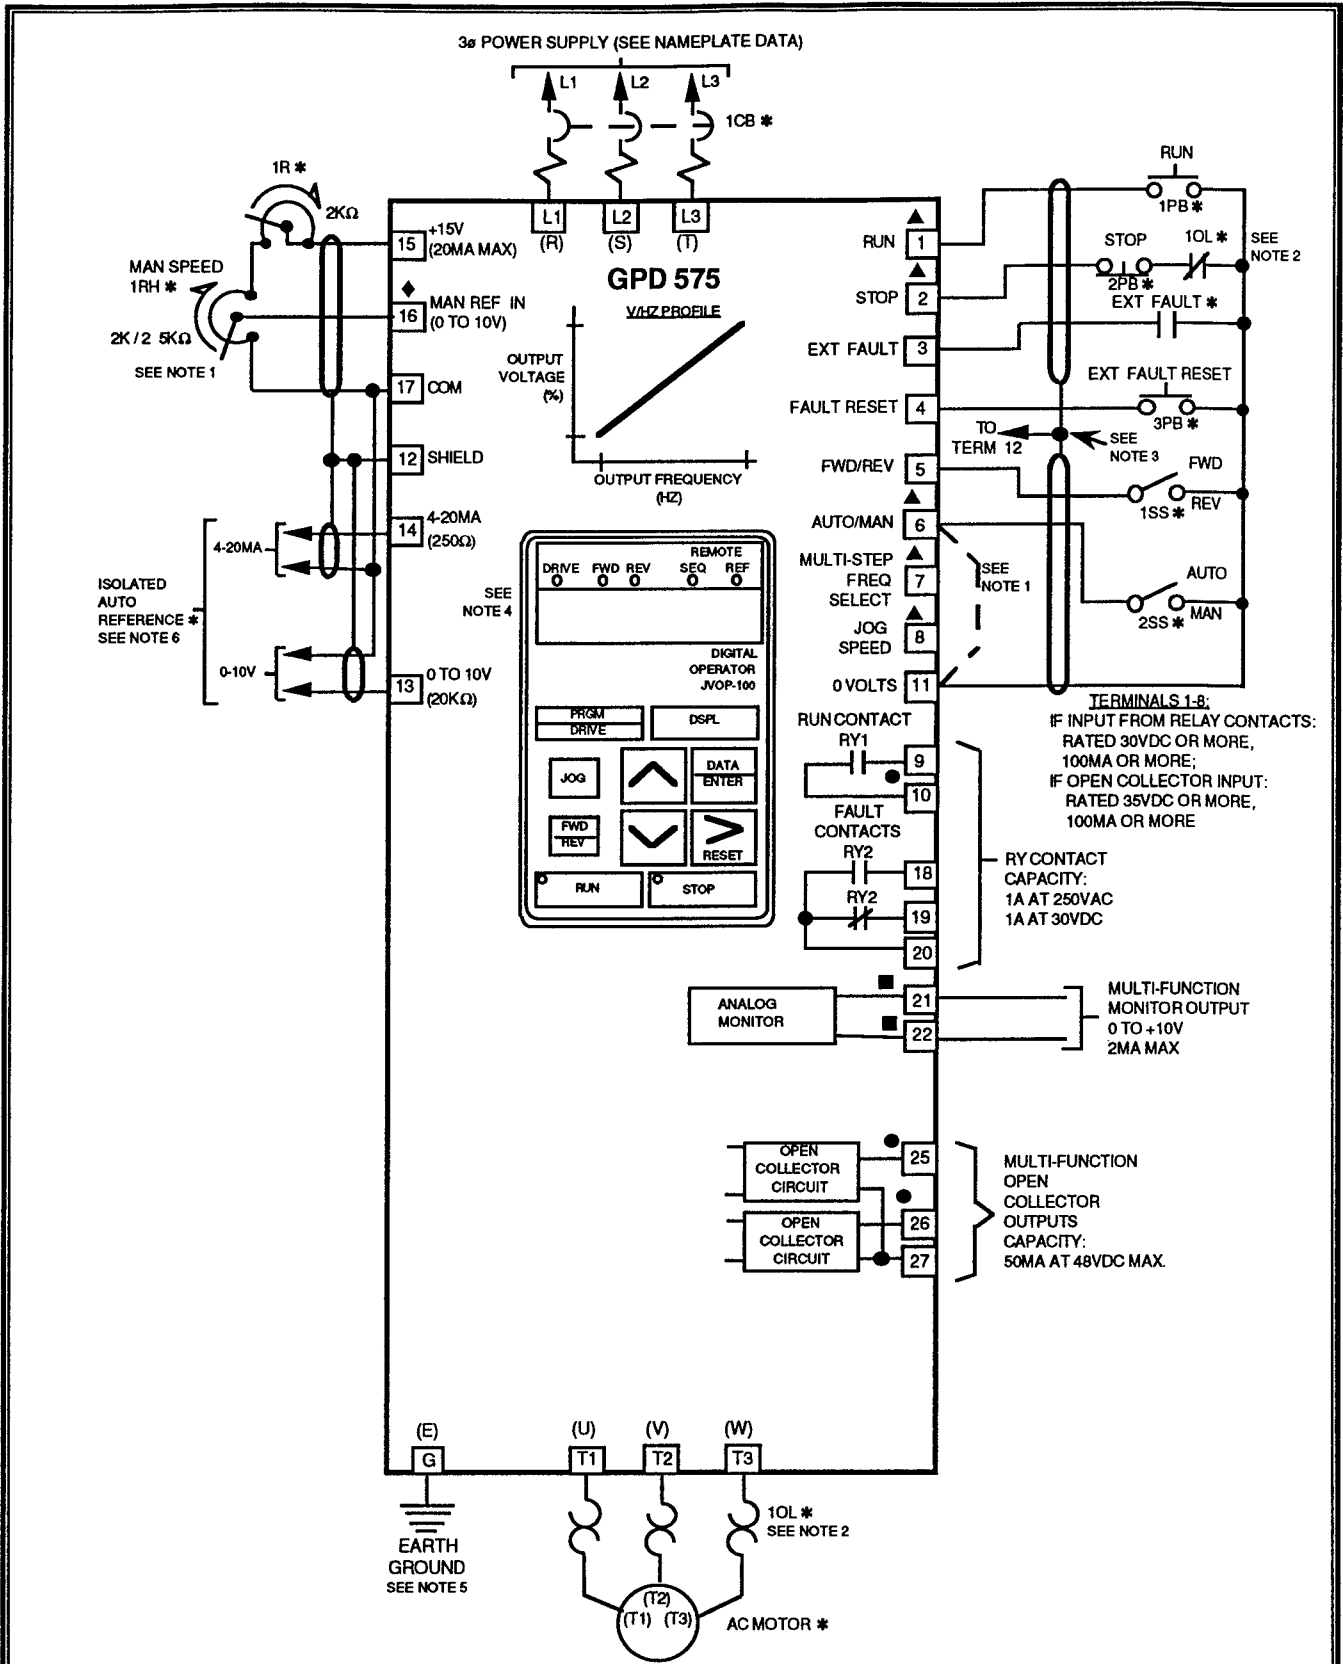 3ø POWER SUPPLY (SEE NAMEPLATE DATA)
L1
L2
L3
1CB *
1R *
2KΩ
MAN SPEED
1RH *
2K / 2 5KΩ
SEE NOTE 1
L1
L2
L3
(R)
(S)
(T)
GPD 575
V/HZ PROFILE
OUTPUT
VOLTAGE
(%)
OUTPUT FREQUENCY
(HZ)
15
+15V
(20MA MAX)
16
MAN REF IN
(0 TO 10V)
17
COM
12
SHIELD
14
4-20MA
(250Ω)
13
0 TO 10V
(20KΩ)
4-20MA
0-10V
ISOLATED
AUTO
REFERENCE *
SEE NOTE 6
SEE
NOTE 4
REMOTE
DRIVE FWD REV SEQ REF
DIGITAL
OPERATOR
JVOP-100
PRGM
DRIVE
DSPL
JOG
DATA
ENTER
FWD
REV
RESET
RUN
STOP
RUN
1
STOP
2
EXT FAULT
3
FAULT RESET
4
FWD/REV
5
AUTO/MAN
6
MULTI-STEP
FREQ
SELECT
7
JOG
SPEED
8
0 VOLTS
11
RUN
1PB *
STOP
2PB *
1OL *
SEE
NOTE 2
EXT FAULT *
EXT FAULT RESET
3PB *
TO
TERM 12
SEE
NOTE 3
FWD
REV
1SS *
SEE
NOTE 1
AUTO
MAN
2SS *
TERMINALS 1-8:
IF INPUT FROM RELAY CONTACTS:
RATED 30VDC OR MORE,
100MA OR MORE;
IF OPEN COLLECTOR INPUT:
RATED 35VDC OR MORE,
100MA OR MORE
RUN CONTACT
RY1
9
10
FAULT
CONTACTS
RY2
18
RY2
19
20
RY CONTACT
CAPACITY:
1A AT 250VAC
1A AT 30VDC
ANALOG
MONITOR
21
22
MULTI-FUNCTION
MONITOR OUTPUT
0 TO +10V
2MA MAX
OPEN
COLLECTOR
CIRCUIT
25
OPEN
COLLECTOR
CIRCUIT
26
27
MULTI-FUNCTION
OPEN
COLLECTOR
OUTPUTS
CAPACITY:
50MA AT 48VDC MAX.
(E)
G
(U)
T1
(V)
T2
(W)
T3
EARTH
GROUND
SEE NOTE 5
1OL *
SEE NOTE 2
(T2)
(T1) (T3)
AC MOTOR *